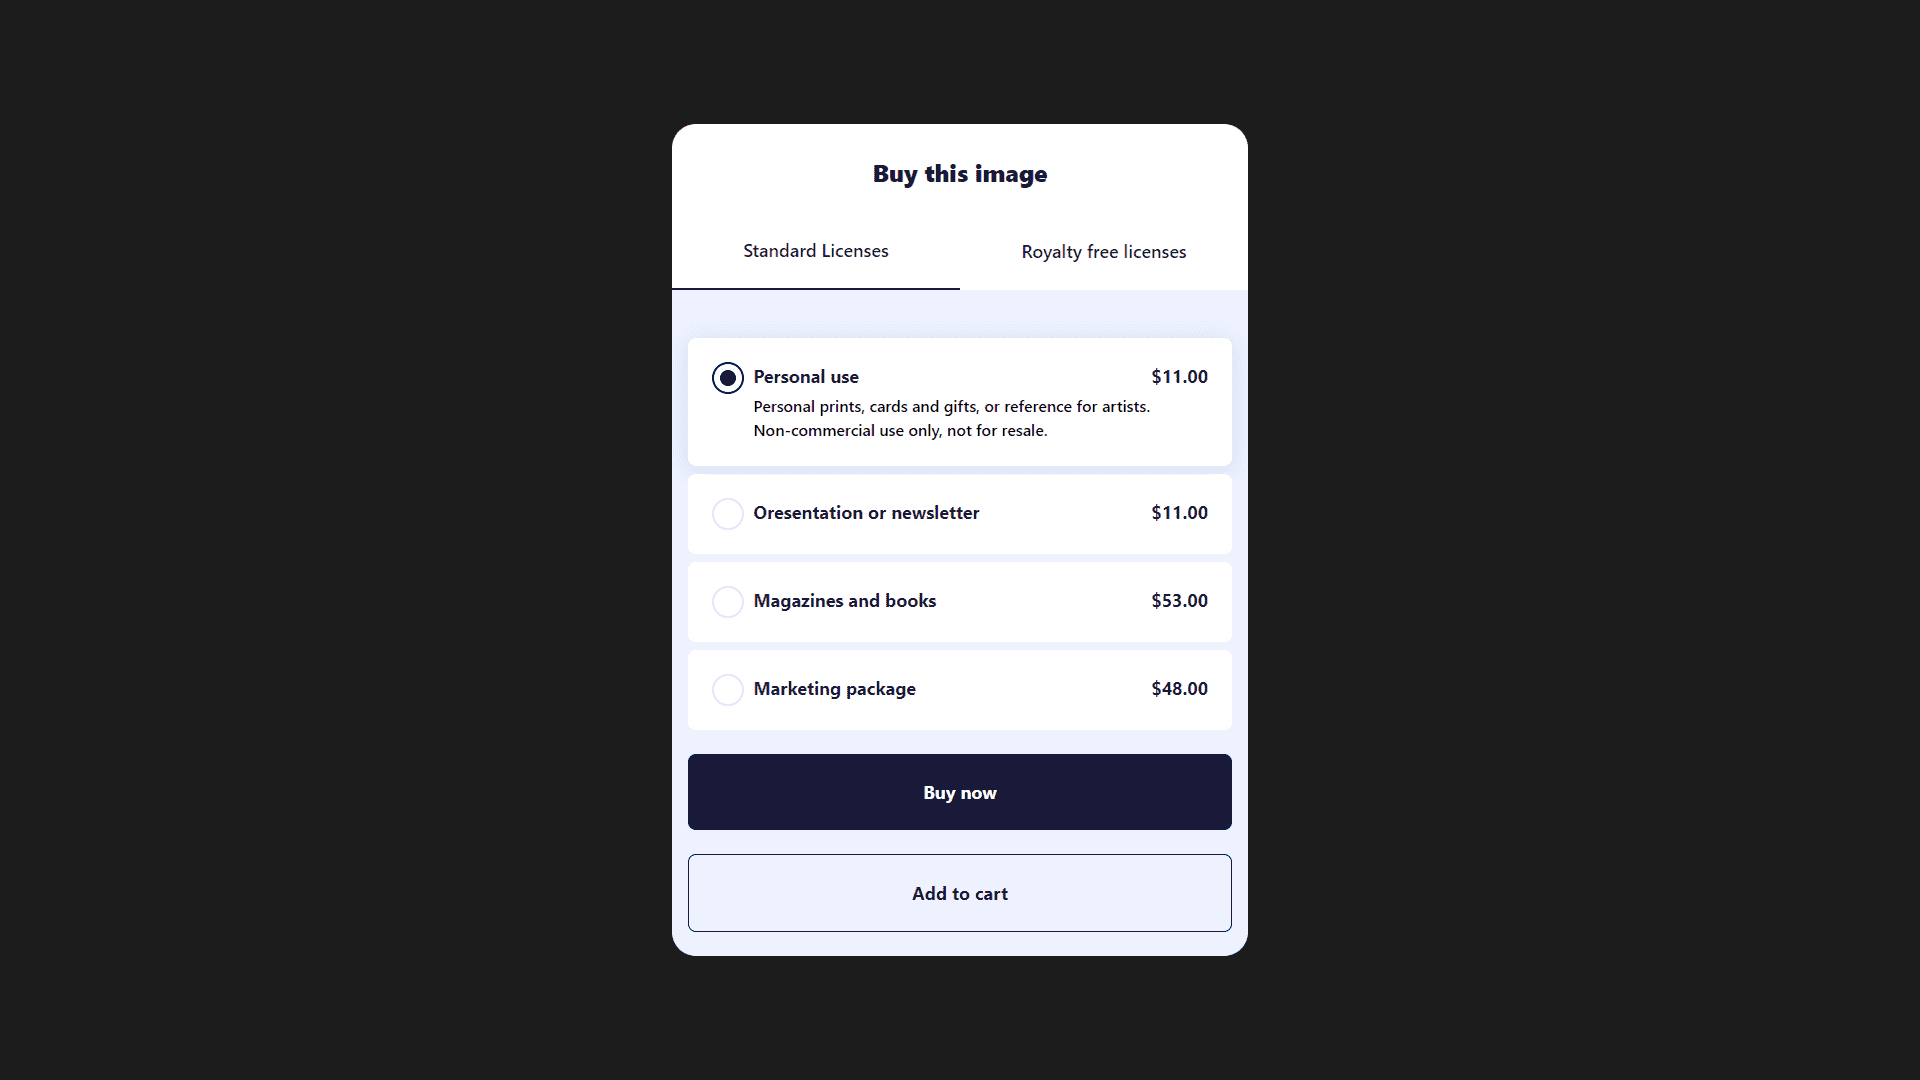 Buy this image
Standard Licenses
Royalty free licenses
Personal use
$11.00
Personal prints, cards and gifts, or reference for artists.
Non-commercial use only, not for resale.
Oresentation or newsletter
$11.00
Magazines and books
$53.00
Marketing package
$48.00
Buy now
Add to cart